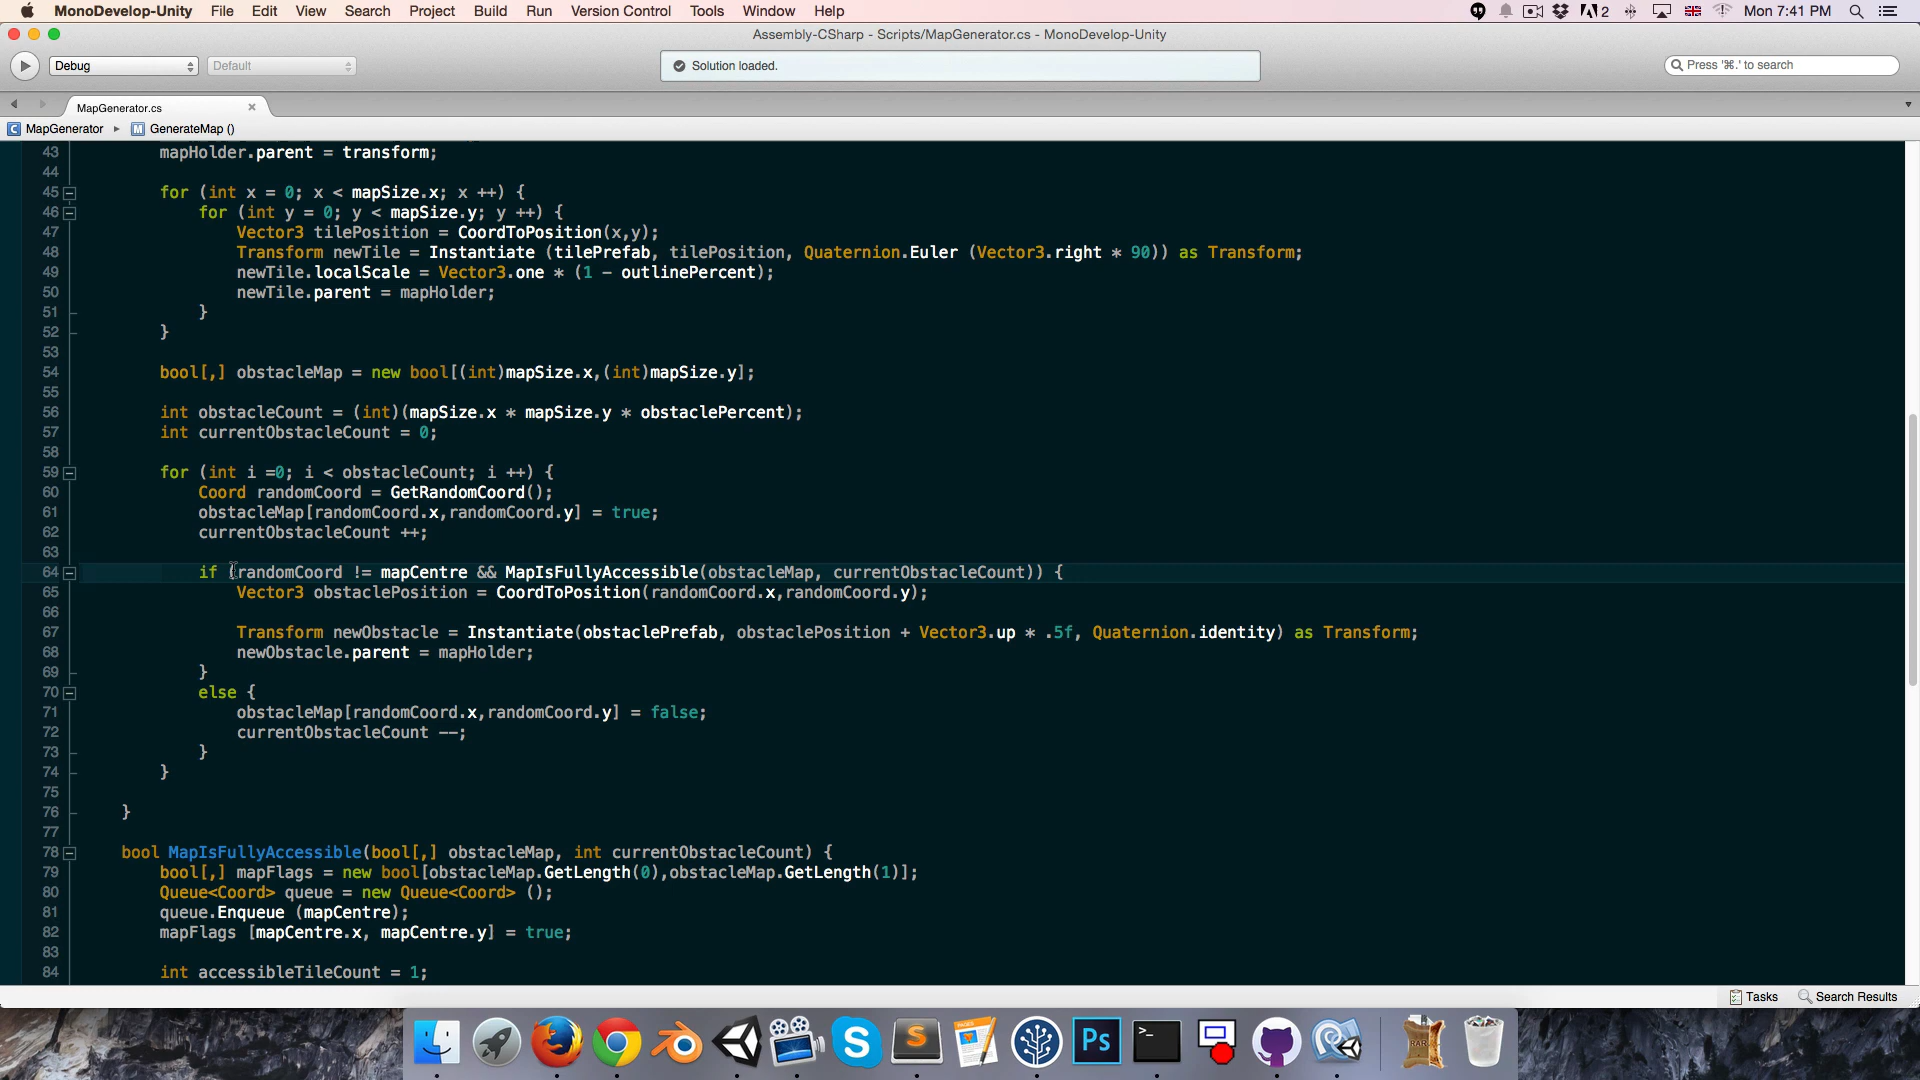 MonoDevelop-Unity File Edit View Search Project Build Run Version Control Tools Window Help 2 Mon 7:41 PM
Assembly-CSharp - Scripts/MapGenerator.cs - MonoDevelop-Unity
Debug Default Solution loaded. Press '⌘.' to search
MapGenerator.cs
MapGenerator GenerateMap ()
43 mapHolder.parent = transform;
44
45 for (int x = 0; x < mapSize.x; x ++) {
46 for (int y = 0; y < mapSize.y; y ++) {
47 Vector3 tilePosition = CoordToPosition(x,y);
48 Transform newTile = Instantiate (tilePrefab, tilePosition, Quaternion.Euler (Vector3.right * 90)) as Transform;
49 newTile.localScale = Vector3.one * (1 - outlinePercent);
50 newTile.parent = mapHolder;
51 }
52 }
53
54 bool[,] obstacleMap = new bool[(int)mapSize.x,(int)mapSize.y];
55
56 int obstacleCount = (int)(mapSize.x * mapSize.y * obstaclePercent);
57 int currentObstacleCount = 0;
58
59 for (int i =0; i < obstacleCount; i ++) {
60 Coord randomCoord = GetRandomCoord();
61 obstacleMap[randomCoord.x,randomCoord.y] = true;
62 currentObstacleCount ++;
63
64 if (randomCoord != mapCentre && MapIsFullyAccessible(obstacleMap, currentObstacleCount)) {
65 Vector3 obstaclePosition = CoordToPosition(randomCoord.x,randomCoord.y);
66
67 Transform newObstacle = Instantiate(obstaclePrefab, obstaclePosition + Vector3.up * .5f, Quaternion.identity) as Transform;
68 newObstacle.parent = mapHolder;
69 }
70 else {
71 obstacleMap[randomCoord.x,randomCoord.y] = false;
72 currentObstacleCount --;
73 }
74 }
75
76 }
77
78 bool MapIsFullyAccessible(bool[,] obstacleMap, int currentObstacleCount) {
79 bool[,] mapFlags = new bool[obstacleMap.GetLength(0),obstacleMap.GetLength(1)];
80 Queue<Coord> queue = new Queue<Coord> ();
81 queue.Enqueue (mapCentre);
82 mapFlags [mapCentre.x, mapCentre.y] = true;
83
84 int accessibleTileCount = 1;
Tasks Search Results
Ps
RAR